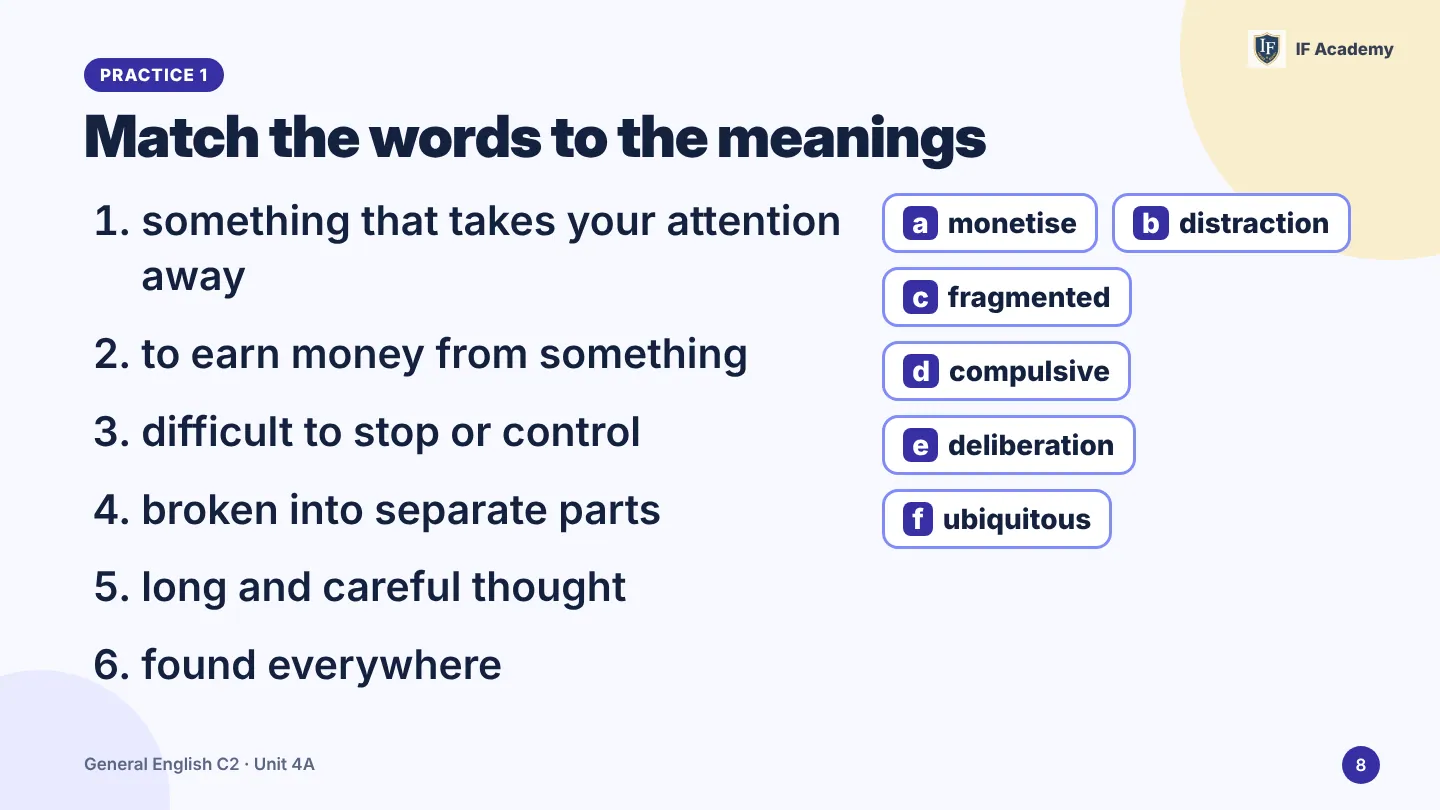 IF Academy
PRACTICE 1
Match the words to the meanings
1. something that takes your attention
away
2. to earn money from something
3. difficult to stop or control
4. broken into separate parts
5. long and careful thought
6. found everywhere
a monetise
b distraction
c fragmented
d compulsive
e deliberation
f ubiquitous
General English C2 · Unit 4A
8